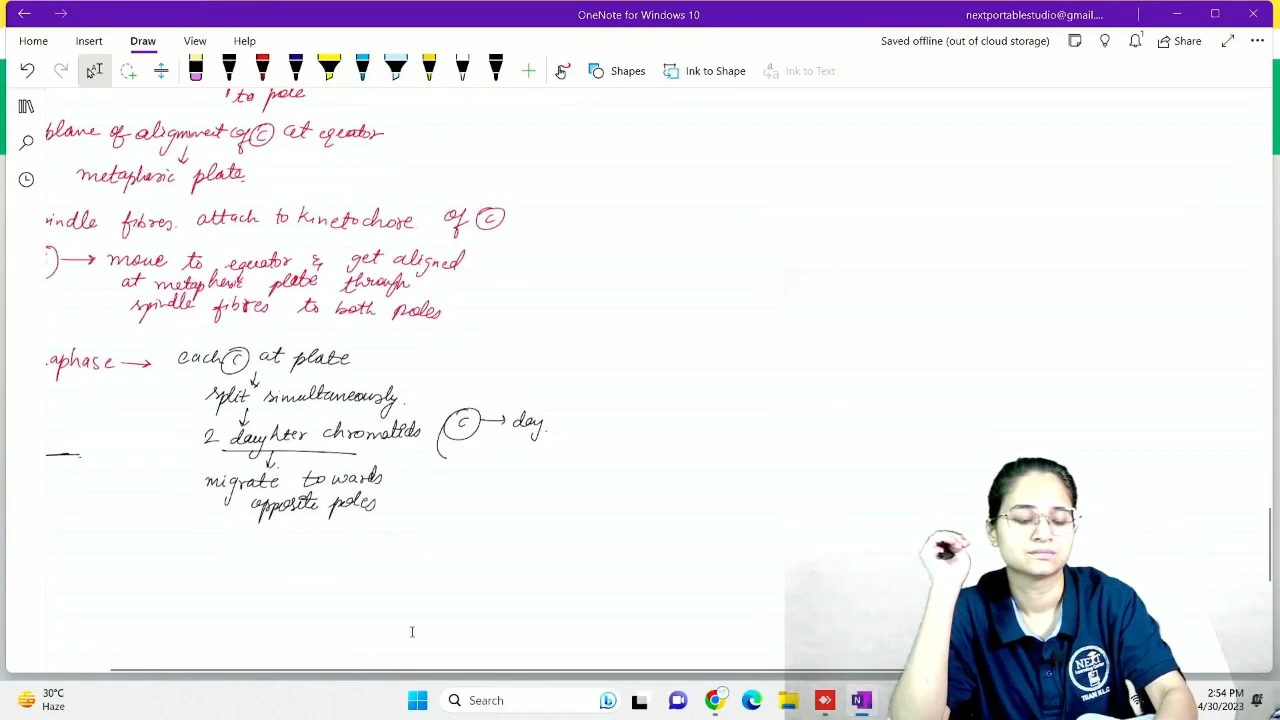 OneNote for Windows 10
nextportablestudio@gmail....
Home Insert Draw View Help
Saved offline (out of cloud storage)
Share
Shapes
Ink to Shape
Ink to Text
to pole
plane of alignment of Ⓒ at equator
metapheric plate.
indle fibres. attach to kinetochore of Ⓒ
→ move to equator & get aligned
at metapheric plate through
spindle fibres to both poles
aphase → each Ⓒ at plate
↓
split simultaneously.
↓
2 daughter chromatids Ⓒ → day.
↓
migrate towards
opposite poles
NEXT
TEAM N.L.C
30°C
Haze
Search
2:54 PM
4/30/2023